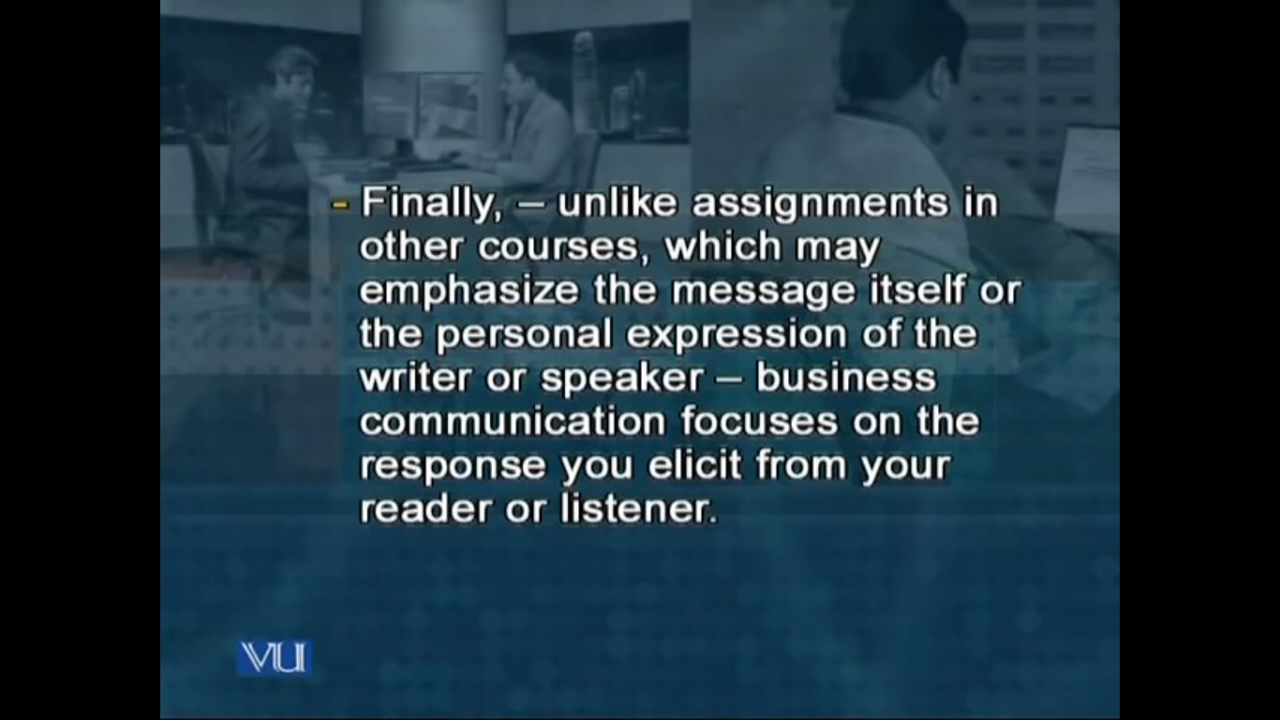 - Finally, – unlike assignments in
other courses, which may
emphasize the message itself or
the personal expression of the
writer or speaker – business
communication focuses on the
response you elicit from your
reader or listener.
VU